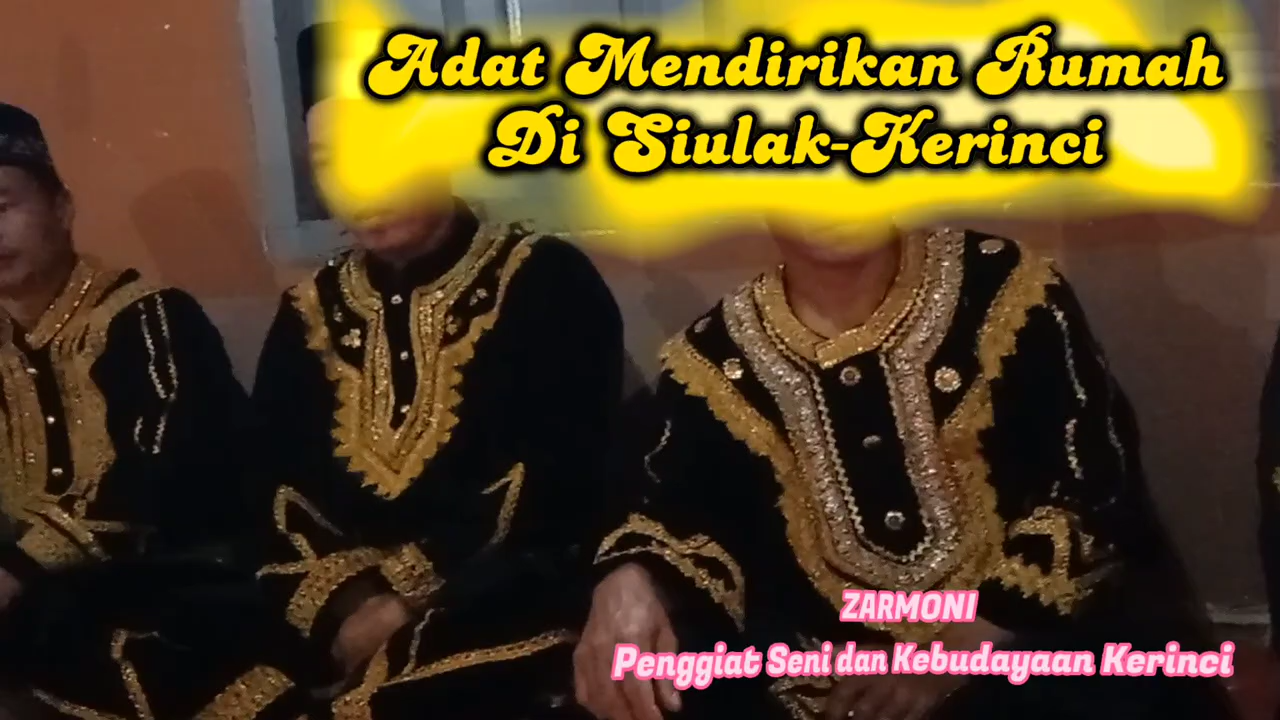 Adat Mendirikan Rumah
Di Siulak-Kerinci
ZARMONI
Penggiat Seni dan Kebudayaan Kerinci